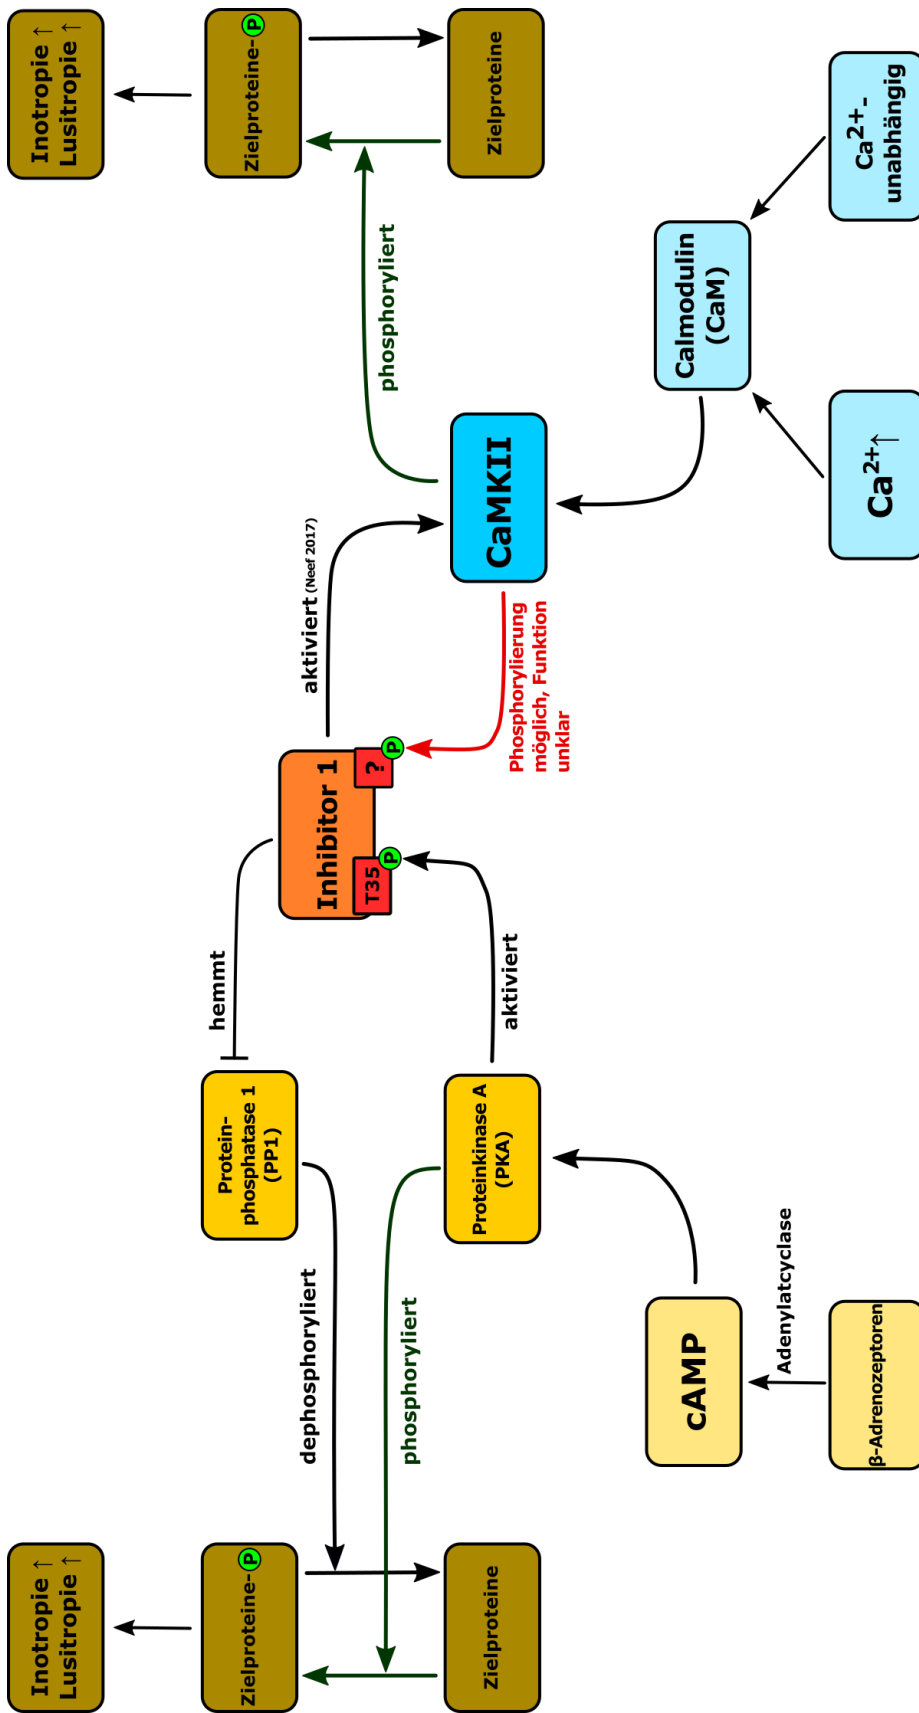 Inotropie ↑
Lusitropie ↑
Inotropie ↑
Lusitropie ↑
Zielproteine-P
hemmt
aktiviert (Neef 2017)
Zielproteine-P
Protein-
phosphatase 1
(PP1)
Inhibitor 1
T35
P
?
P
dephosphoryliert
phosphoryliert
phosphoryliert
Zielproteine
Proteinkinase A
(PKA)
aktiviert
Phosphorylierung
möglich, Funktion
unklar
CaMKII
Zielproteine
cAMP
Calmodulin
(CaM)
Adenylatcyclase
β-Adrenozeptoren
Ca2+↑
Ca2+-
unabhängig